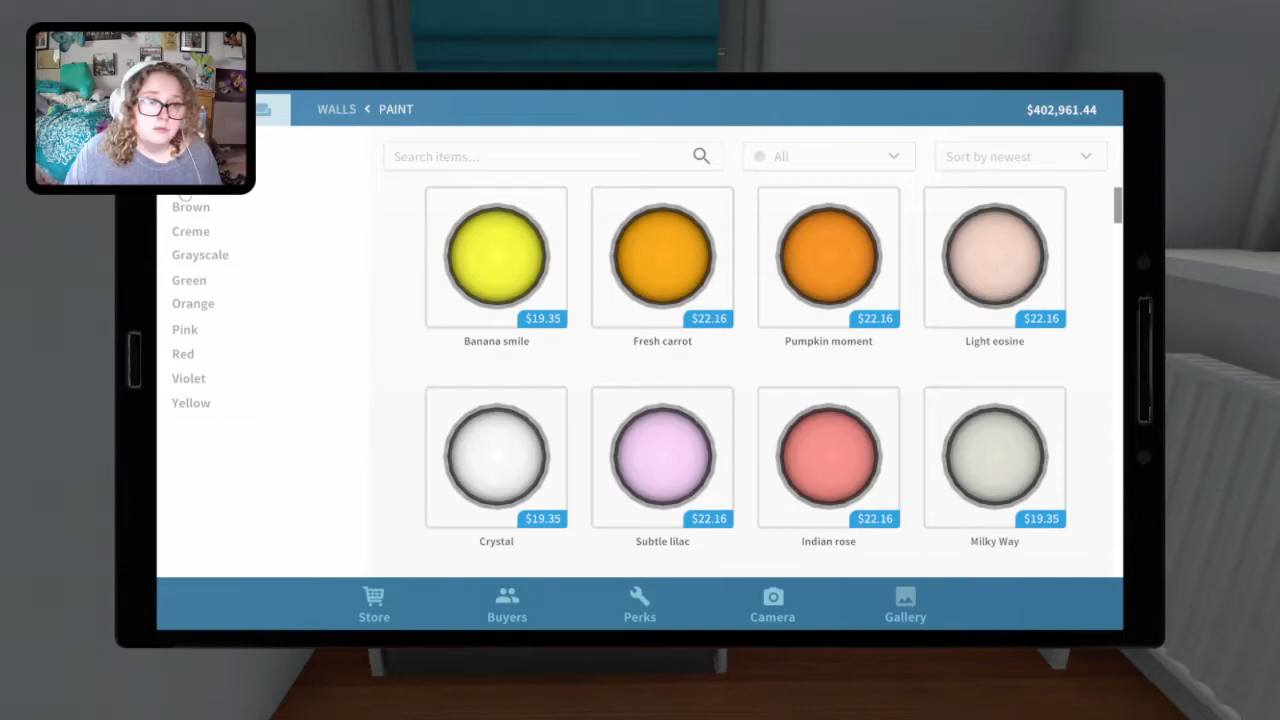 WALLS < PAINT
$402,961.44
Search items...
All
Sort by newest
Brown
Creme
Grayscale
Green
Orange
Pink
Red
Violet
Yellow
$19.35
$22.16
$22.16
$22.16
Banana smile
Fresh carrot
Pumpkin moment
Light eosine
$19.35
$22.16
$22.16
$19.35
Crystal
Subtle lilac
Indian rose
Milky Way
Store
Buyers
Perks
Camera
Gallery